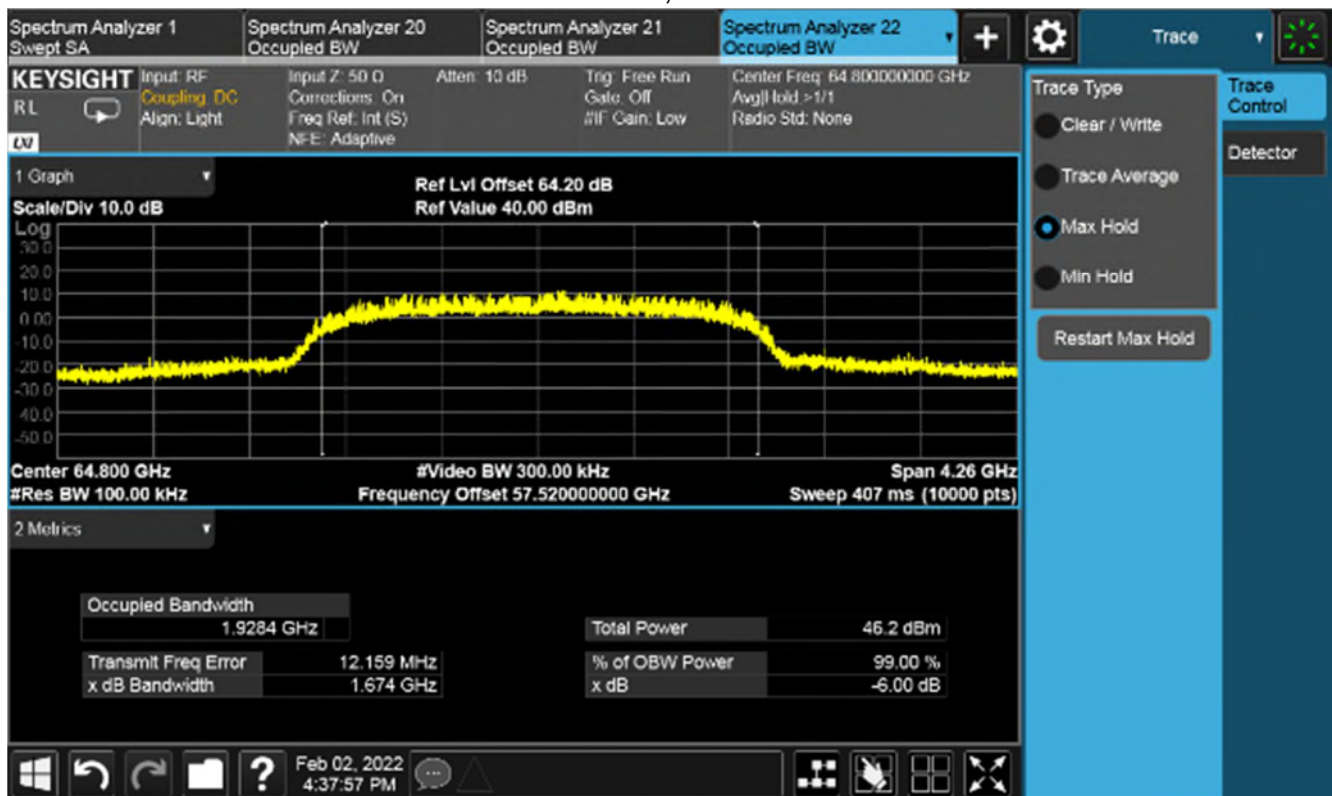 Spectrum Analyzer 1
Swept SA
Spectrum Analyzer 20
Occupied BW
Spectrum Analyzer 21
Occupied BW
Spectrum Analyzer 22
Occupied BW
+
Trace
KEYSIGHT
RL
LXI
Input: RF
Coupling: DC
Align: Light
Input Z: 50 Ω
Corrections: On
Freq Ref: Int (S)
NFE: Adaptive
Atten: 10 dB
Trig: Free Run
Gate: Off
#IF Gain: Low
Center Freq: 64.800000000 GHz
Avg|Hold:>1/1
Radio Std: None
Trace Type
Clear / Write
Trace Average
Max Hold
Min Hold
Restart Max Hold
Trace
Control
Detector
1 Graph
Scale/Div 10.0 dB
Ref Lvl Offset 64.20 dB
Ref Value 40.00 dBm
Log
30.0
20.0
10.0
0.00
-10.0
-20.0
-30.0
-40.0
-50.0
Center 64.800 GHz
#Video BW 300.00 kHz
Span 4.26 GHz
#Res BW 100.00 kHz
Frequency Offset 57.520000000 GHz
Sweep 407 ms (10000 pts)
2 Metrics
Occupied Bandwidth
1.9284 GHz
Total Power 46.2 dBm
Transmit Freq Error 12.159 MHz
% of OBW Power 99.00 %
x dB Bandwidth 1.674 GHz
x dB -6.00 dB
?
Feb 02, 2022
4:37:57 PM